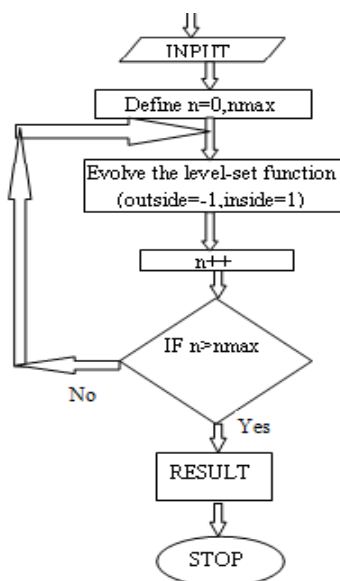 INPUT
Define n=0,nmax
Evolve the level-set function
(outside=-1,inside=1)
n++
IF n>nmax
No
Yes
RESULT
STOP